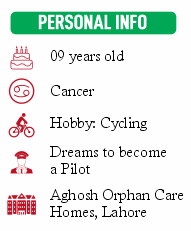 PERSONAL INFO
09 years old
Cancer
Hobby: Cycling
Dreams to become
a Pilot
Aghosh Orphan Care
Homes, Lahore